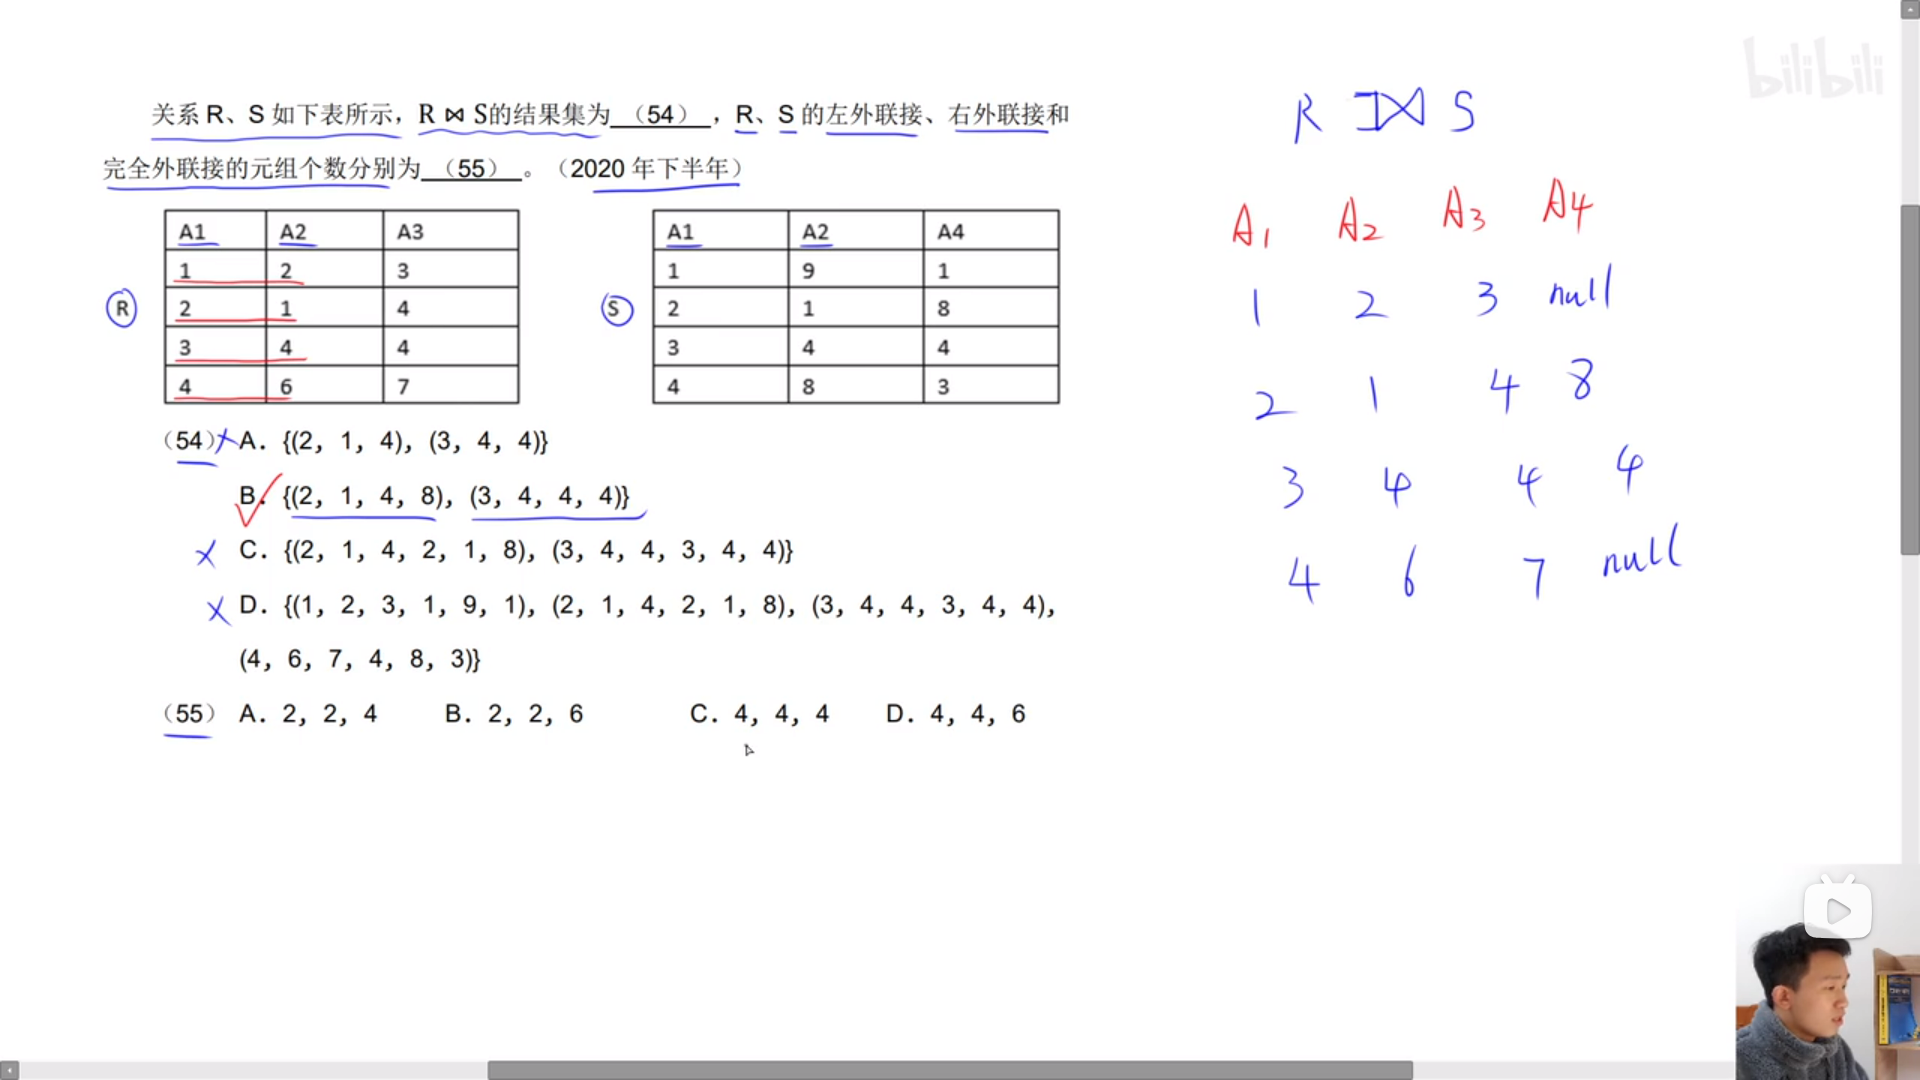 bilibili
关系 R、S 如下表所示，R ⋈ S的结果集为 （54） ，R、S 的左外联接、右外联接和
完全外联接的元组个数分别为 （55） 。（2020 年下半年）
R
A1 A2 A3
1 2 3
2 1 4
3 4 4
4 6 7
S
A1 A2 A4
1 9 1
2 1 8
3 4 4
4 8 3
（54） A. {(2, 1, 4), (3, 4, 4)}
B. {(2, 1, 4, 8), (3, 4, 4, 4)}
C. {(2, 1, 4, 2, 1, 8), (3, 4, 4, 3, 4, 4)}
D. {(1, 2, 3, 1, 9, 1), (2, 1, 4, 2, 1, 8), (3, 4, 4, 3, 4, 4),
(4, 6, 7, 4, 8, 3)}
（55） A. 2, 2, 4 B. 2, 2, 6 C. 4, 4, 4 D. 4, 4, 6
R ⟕ S
A1 A2 A3 A4
1 2 3 null
2 1 4 8
3 4 4 4
4 6 7 null